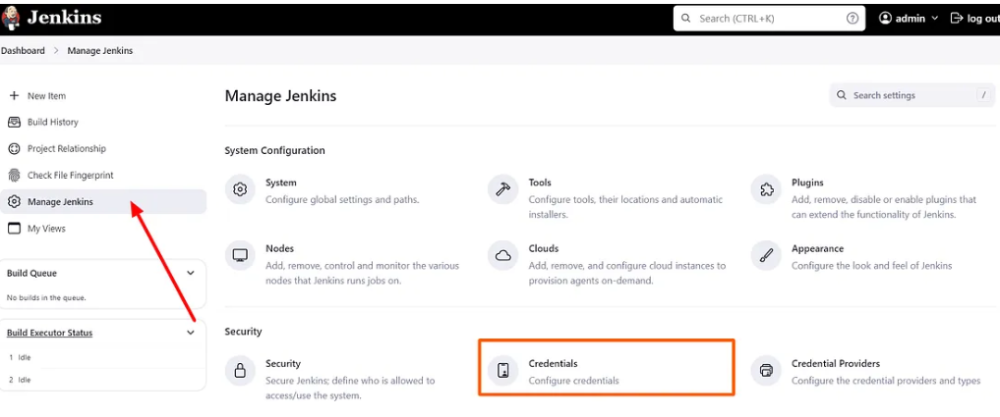 Jenkins
Search (CTRL+K)
?
admin
log out
Dashboard > Manage Jenkins
New Item
Build History
Project Relationship
Check File Fingerprint
Manage Jenkins
My Views
Build Queue
No builds in the queue.
Build Executor Status
1 Idle
2 Idle
Manage Jenkins
Search settings
/
System Configuration
System
Configure global settings and paths.
Tools
Configure tools, their locations and automatic
installers.
Plugins
Add, remove, disable or enable plugins that
can extend the functionality of Jenkins.
Nodes
Add, remove, control and monitor the various
nodes that Jenkins runs jobs on.
Clouds
Add, remove, and configure cloud instances to
provision agents on-demand.
Appearance
Configure the look and feel of Jenkins
Security
Security
Secure Jenkins; define who is allowed to
access/use the system.
Credentials
Configure credentials
Credential Providers
Configure the credential providers and types